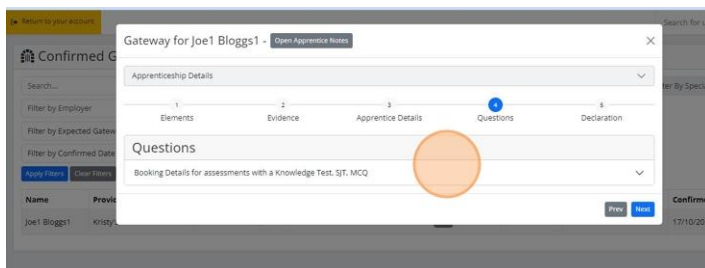 Return to your account
Search for
Gateway for Joe1 Bloggs1 - Open Apprentice Notes
Confirmed G
Apprenticeship Details
Search...
ter By Speci
Filter by Employer
1 2 3 4 5
Elements Evidence Apprentice Details Questions Declaration
Filter by Expected Gatew
Questions
Filter by Confirmed Date
Booking Details for assessments with a Knowledge Test, SJT, MCQ
Apply Filters Clear Filters
Name Provid Confirme
Prev Next
Joe1 Bloggs1 Kristy's 17/10/20